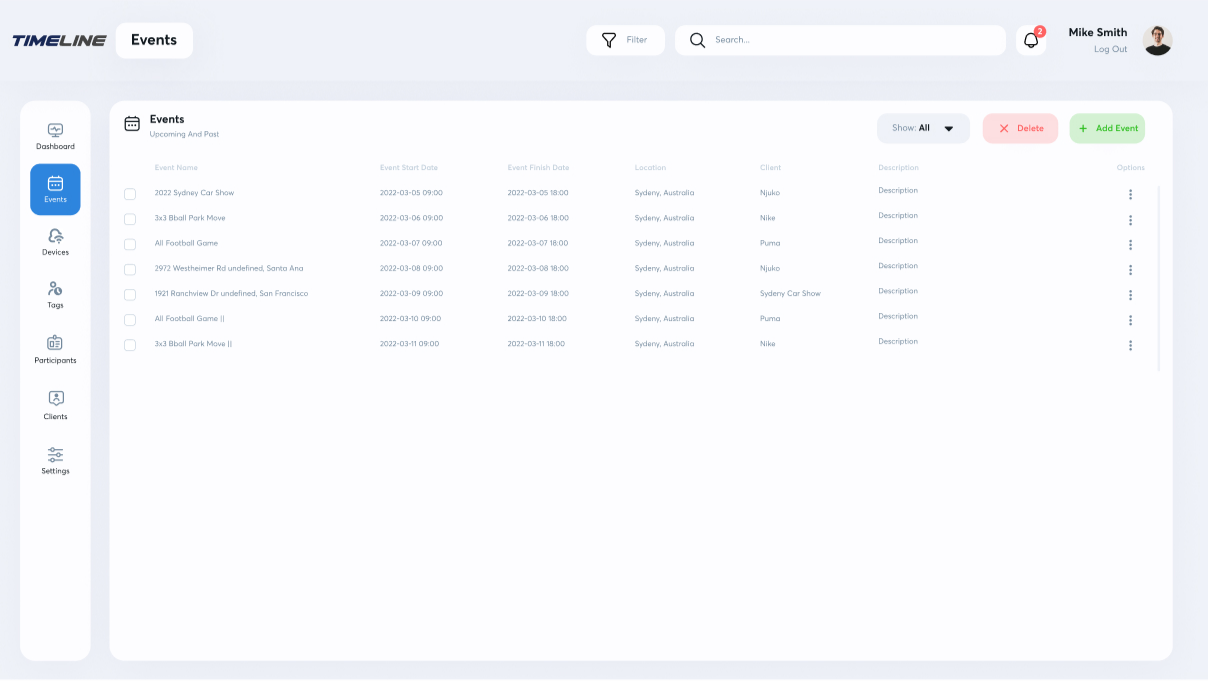 TIMELINE
Events
Filter
Search...
2
Mike Smith
Log Out
Dashboard
Events
Devices
Tags
Participants
Clients
Settings
Events
Upcoming And Past
Show: All
Delete
+ Add Event
Event Name Event Start Date Event Finish Date Location Client Description Options
2022 Sydney Car Show 2022-03-05 09:00 2022-03-05 18:00 Sydeny, Australia Njuko Description
3x3 Bball Park Move 2022-03-06 09:00 2022-03-06 18:00 Sydeny, Australia Nike Description
All Football Game 2022-03-07 09:00 2022-03-07 18:00 Sydeny, Australia Puma Description
2972 Westheimer Rd undefined, Santa Ana 2022-03-08 09:00 2022-03-08 18:00 Sydeny, Australia Njuko Description
1921 Ranchview Dr undefined, San Francisco 2022-03-09 09:00 2022-03-09 18:00 Sydeny, Australia Sydeny Car Show Description
All Football Game || 2022-03-10 09:00 2022-03-10 18:00 Sydeny, Australia Puma Description
3x3 Bball Park Move || 2022-03-11 09:00 2022-03-11 18:00 Sydeny, Australia Nike Description